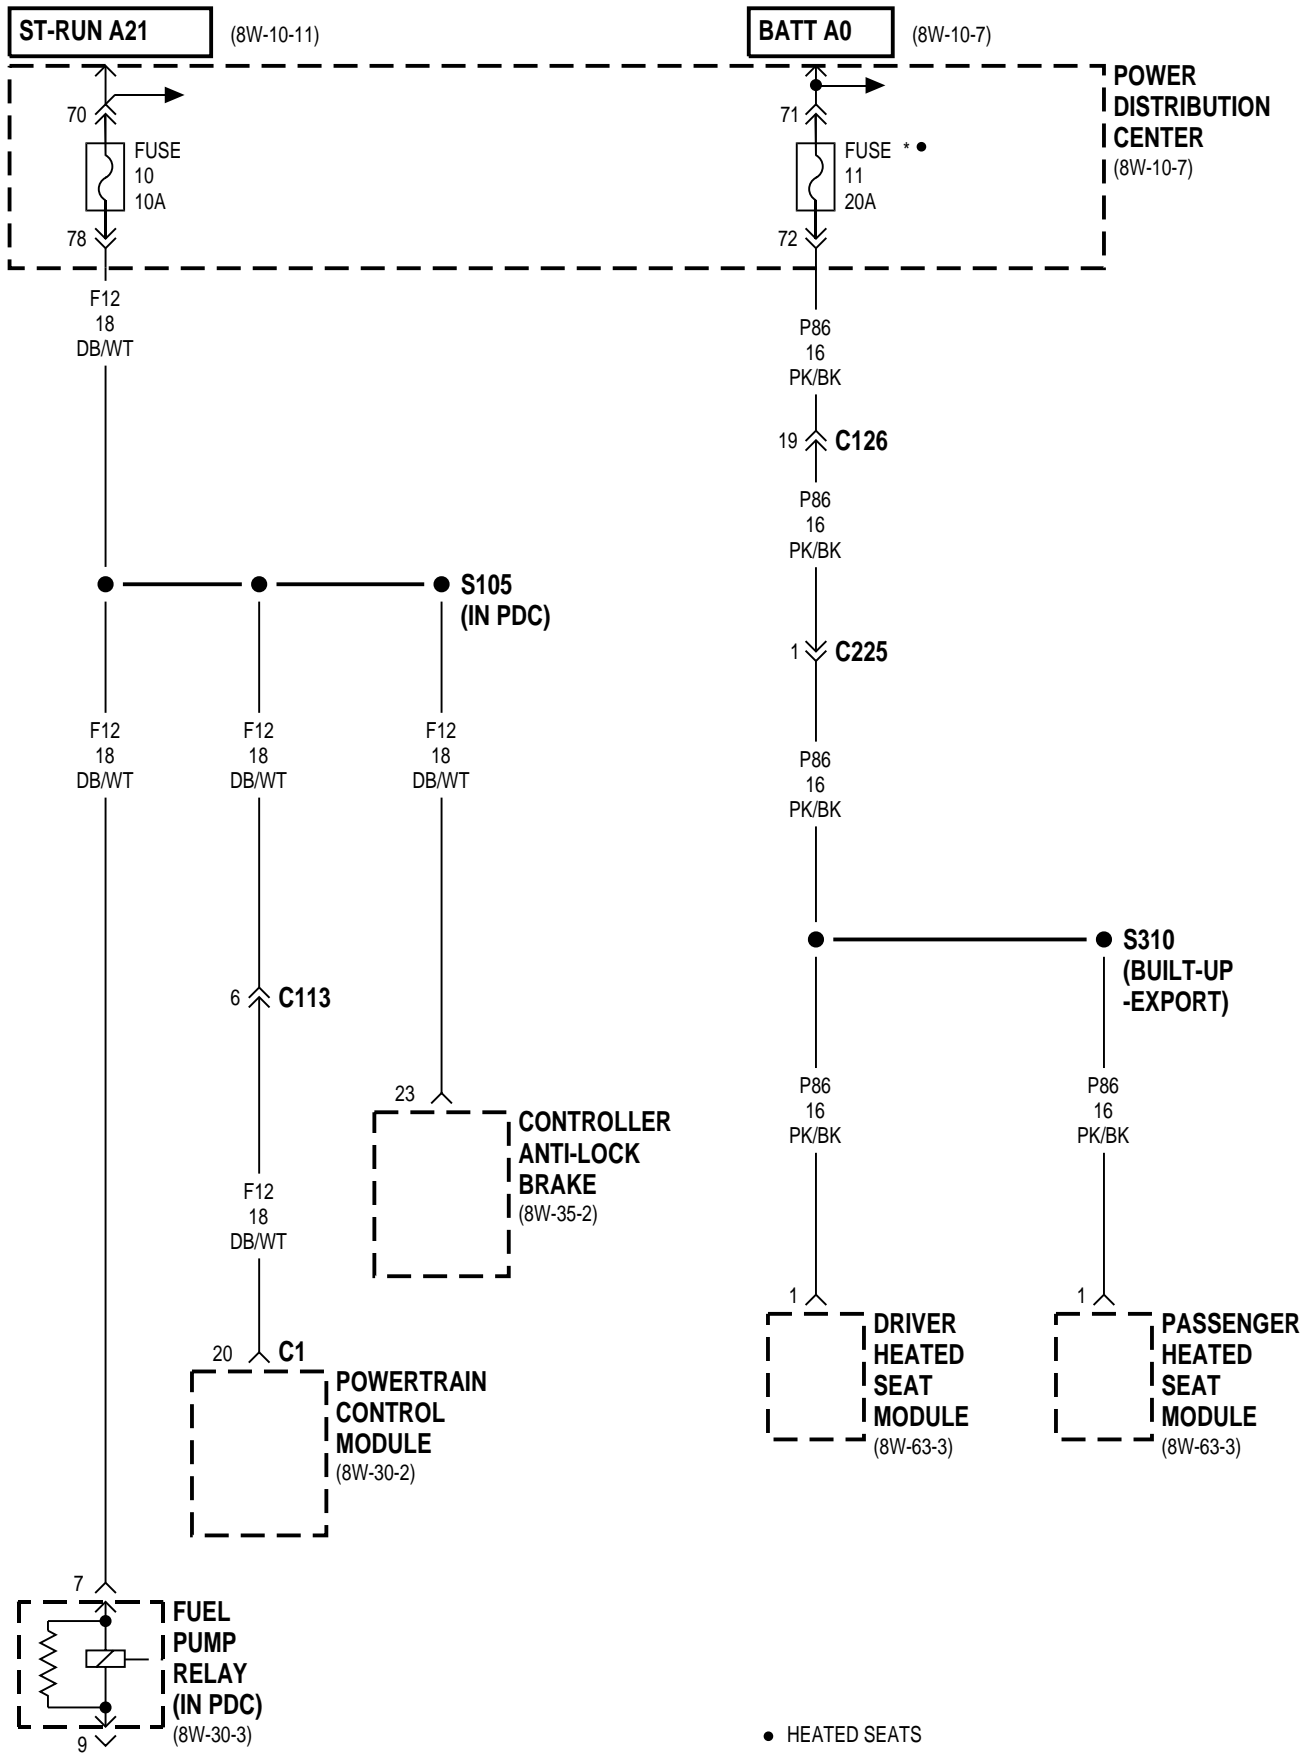 ST-RUN A21
(8W-10-11)
BATT A0
(8W-10-7)
POWER
DISTRIBUTION
CENTER
(8W-10-7)
70
FUSE
10
10A
78
71
FUSE * ●
11
20A
72
F12
18
DB/WT
P86
16
PK/BK
19
C126
P86
16
PK/BK
S105
(IN PDC)
1
C225
F12
18
DB/WT
F12
18
DB/WT
F12
18
DB/WT
P86
16
PK/BK
S310
(BUILT-UP
-EXPORT)
6
C113
23
CONTROLLER
ANTI-LOCK
BRAKE
(8W-35-2)
P86
16
PK/BK
P86
16
PK/BK
F12
18
DB/WT
20
C1
POWERTRAIN
CONTROL
MODULE
(8W-30-2)
1
DRIVER
HEATED
SEAT
MODULE
(8W-63-3)
1
PASSENGER
HEATED
SEAT
MODULE
(8W-63-3)
7
FUEL
PUMP
RELAY
(IN PDC)
(8W-30-3)
9
● HEATED SEATS